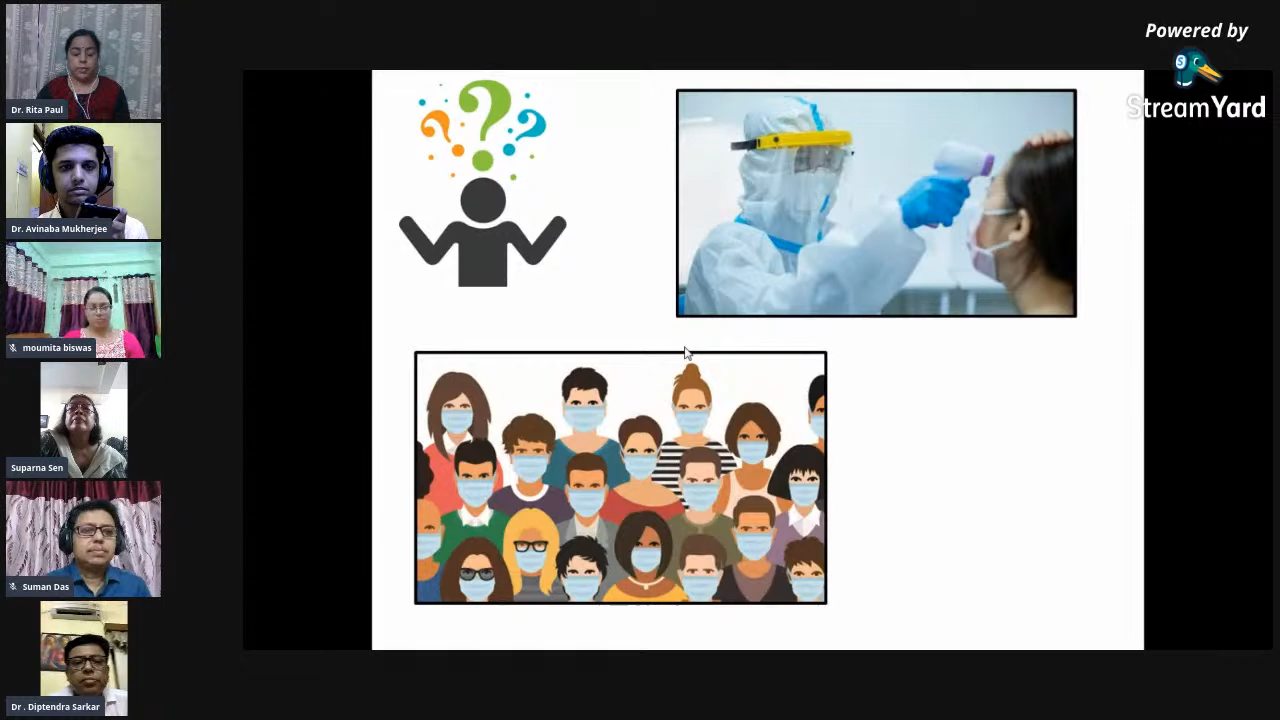 Dr. Rita Paul
Dr. Avinaba Mukherjee
moumita biswas
Suparna Sen
Suman Das
Dr . Diptendra Sarkar
Powered by
StreamYard